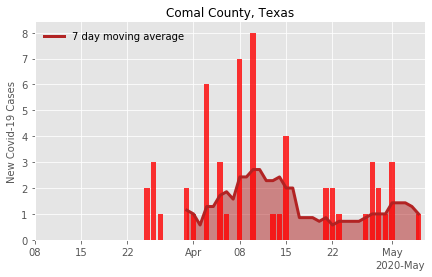 Comal County, Texas
7 day moving average
New Covid-19 Cases
8
7
6
5
4
3
2
1
0
08 15 22 Apr 08 15 22 May
2020-May